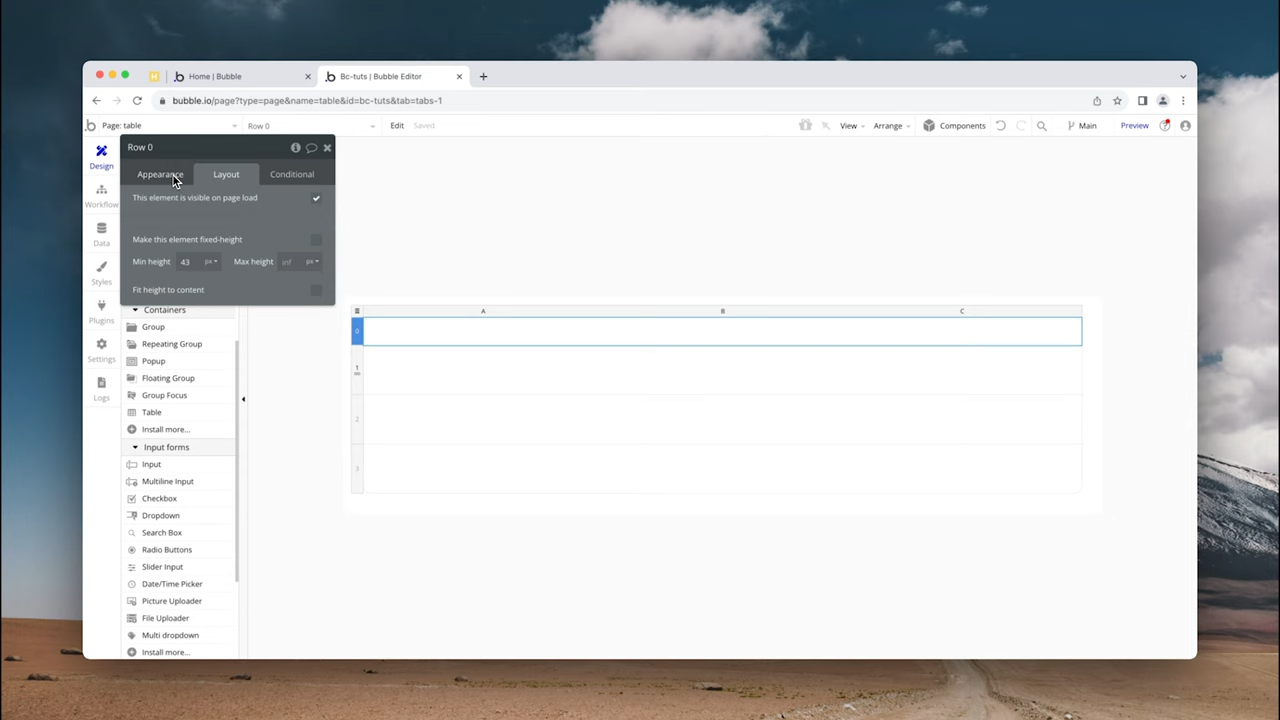 Home | Bubble
Bc-tuts | Bubble Editor
bubble.io/page?type=page&name=table&id=bc-tuts&tab=tabs-1
Page: table
Row 0
Edit
Saved
View
Arrange
Components
Main
Preview
Design
Workflow
Data
Styles
Plugins
Settings
Logs
Row 0
Appearance
Layout
Conditional
This element is visible on page load
Make this element fixed-height
Min height 43 px Max height inf px
Fit height to content
Containers
Group
Repeating Group
Popup
Floating Group
Group Focus
Table
Install more...
Input forms
Input
Multiline Input
Checkbox
Dropdown
Search Box
Radio Buttons
Slider Input
Date/Time Picker
Picture Uploader
File Uploader
Multi dropdown
Install more...
A B C
0
1
2
3